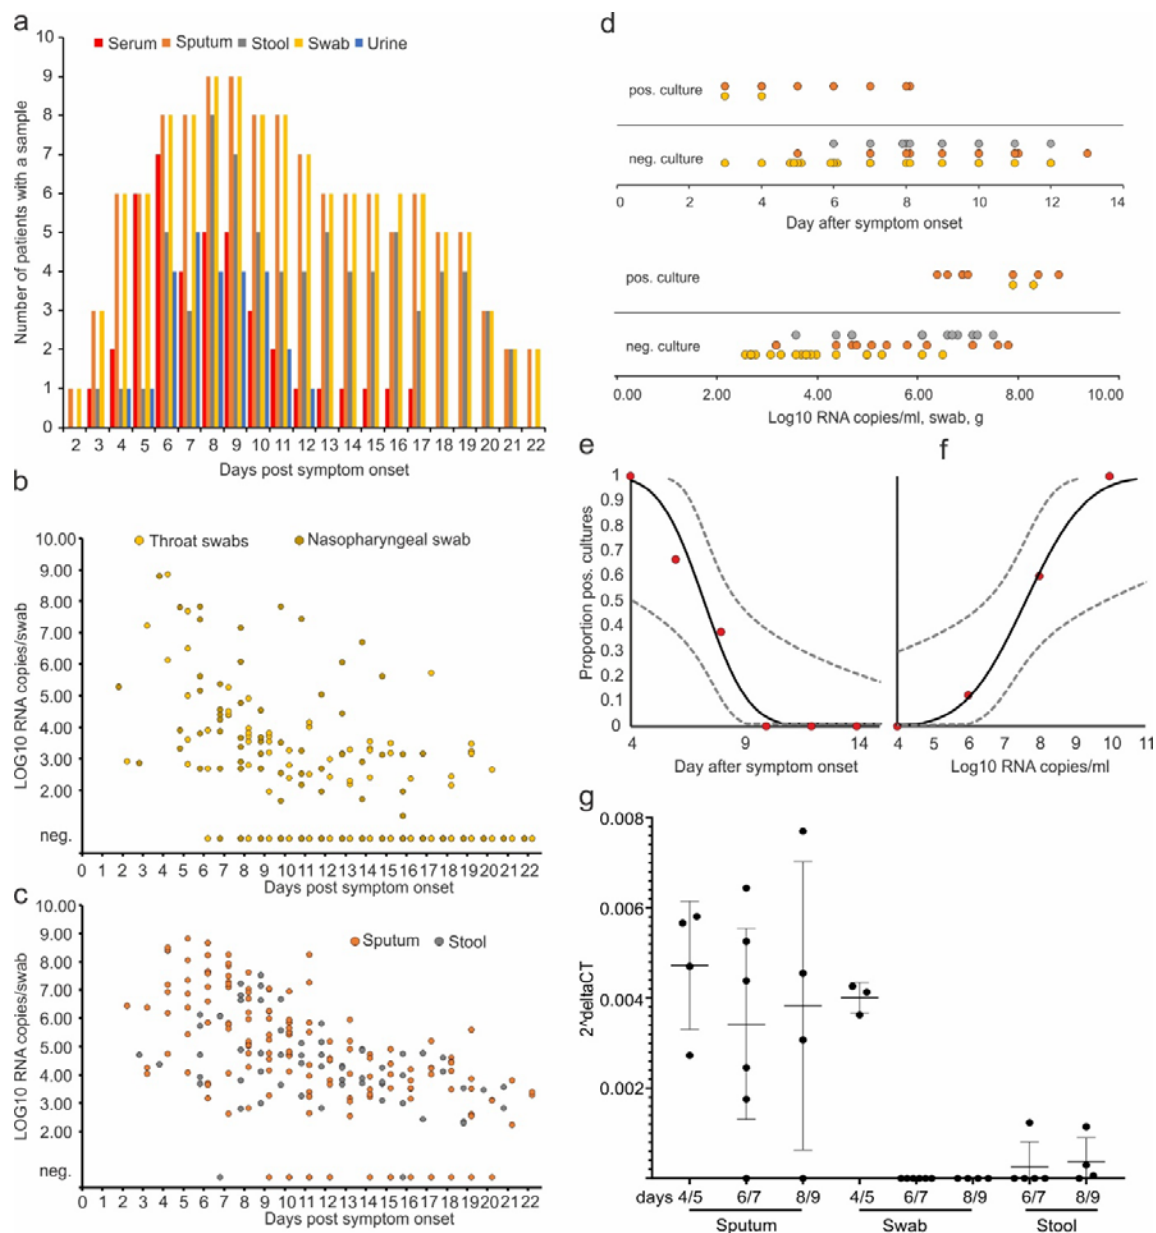 a
Serum Sputum Stool Swab Urine
Number of patients with a sample
10
9
8
7
6
5
4
3
2
1
0
2 3 4 5 6 7 8 9 10 11 12 13 14 15 16 17 18 19 20 21 22
Days post symptom onset
b
Throat swabs Nasopharyngeal swab
LOG10 RNA copies/swab
10.00
9.00
8.00
7.00
6.00
5.00
4.00
3.00
2.00
neg.
0 1 2 3 4 5 6 7 8 9 10 11 12 13 14 15 16 17 18 19 20 21 22
Days post symptom onset
c
Sputum Stool
LOG10 RNA copies/swab
10.00
9.00
8.00
7.00
6.00
5.00
4.00
3.00
2.00
neg.
0 1 2 3 4 5 6 7 8 9 10 11 12 13 14 15 16 17 18 19 20 21 22
Days post symptom onset
d
pos. culture
neg. culture
0 2 4 6 8 10 12 14
Day after symptom onset
pos. culture
neg. culture
0.00 2.00 4.00 6.00 8.00 10.00
Log10 RNA copies/ml, swab, g
e
f
Proportion pos. cultures
1
0.9
0.8
0.7
0.6
0.5
0.4
0.3
0.2
0.1
0
4 9 14
Day after symptom onset
4 5 6 8 9 10 11
Log10 RNA copies/ml
g
2^deltaCT
0.008
0.006
0.004
0.002
days 4/5 6/7 8/9 4/5 6/7 8/9 6/7 8/9
Sputum Swab Stool